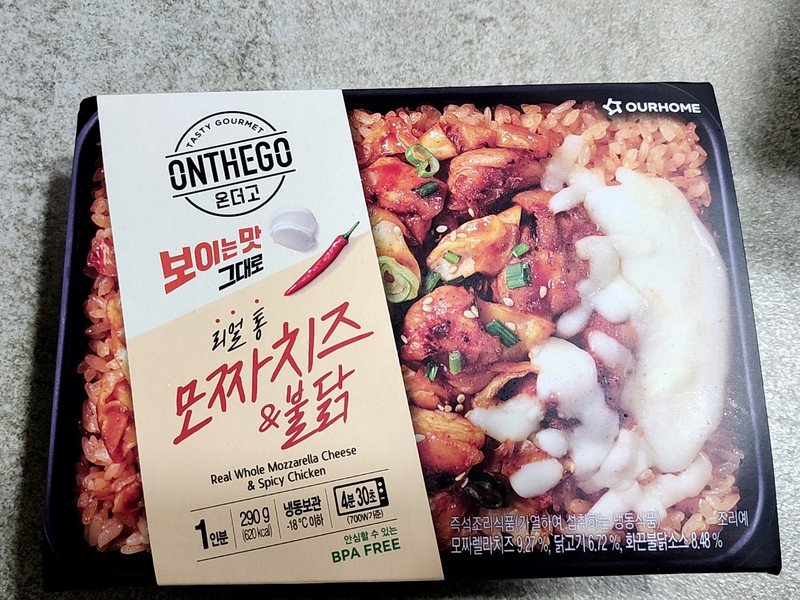 OURHOME
TASTY GOURMET
ONTHEGO
온더고
보이는 맛
그대로
리얼 통
모짜치즈
&불닭
Real Whole Mozzarella Cheese
& Spicy Chicken
1인분
290 g
(620 kcal)
냉동보관
-18℃ 이하
4분 30초
(700W기준)
안심할 수 있는
BPA FREE
즉석조리식품(가열하여 섭취하는 냉동식품) 조리예
모짜렐라치즈 9.27 %, 닭고기 6.72 %, 화끈불닭소스 8.48 %